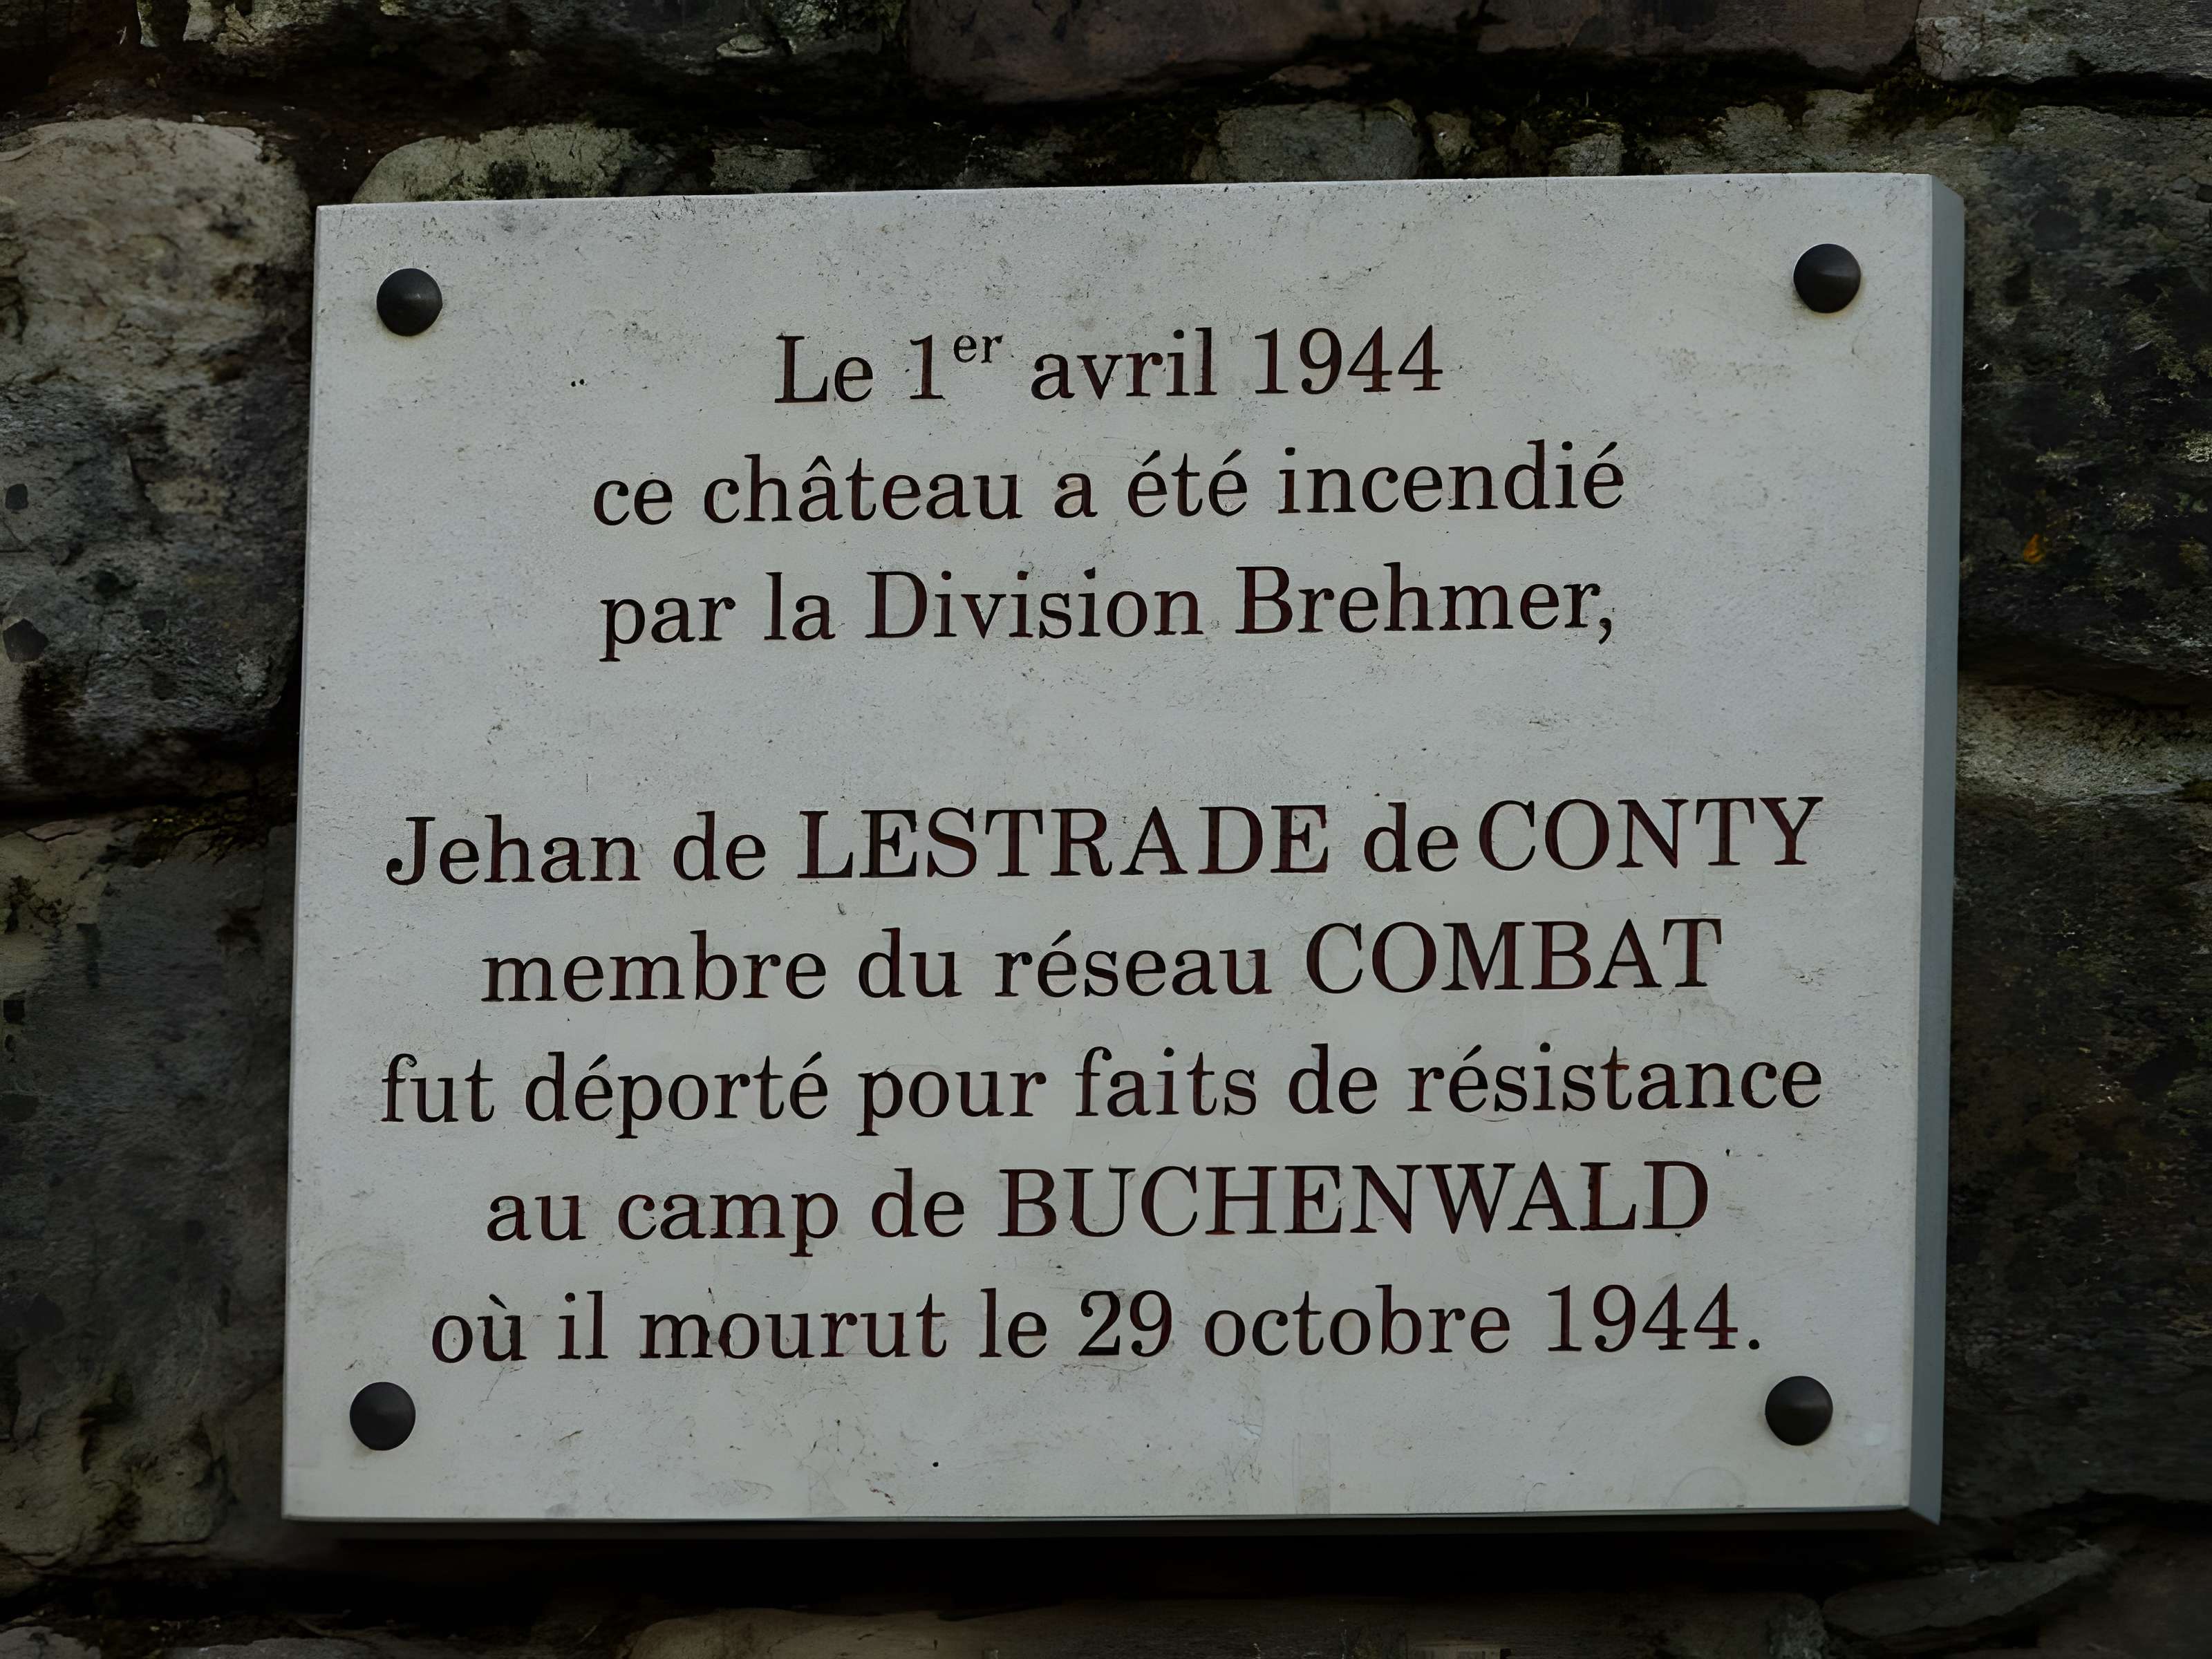 Le 1er avril 1944
ce château a été incendié
par la Division Brehmer,
Jehan de LESTRADE de CONTY
membre du réseau COMBAT
fut déporté pour faits de résistance
au camp de BUCHENWALD
où il mourut le 29 octobre 1944.